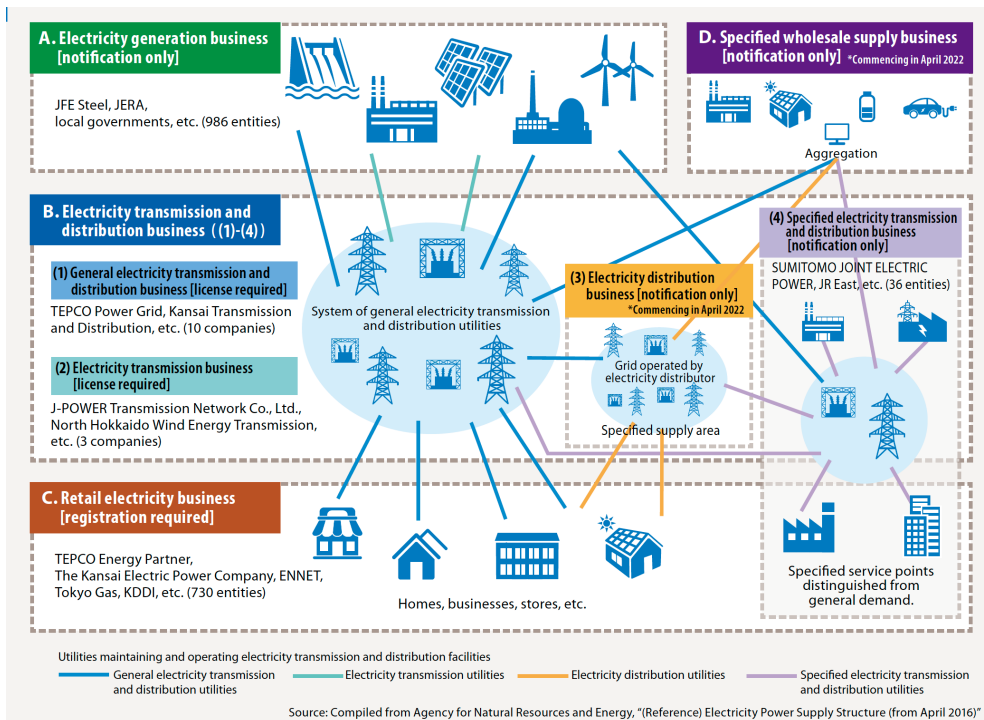 A. Electricity generation business
[notification only]
JFE Steel, JERA,
local governments, etc. (986 entities)
D. Specified wholesale supply business
[notification only] *Commencing in April 2022
Aggregation
B. Electricity transmission and
distribution business ((1)-(4))
(1) General electricity transmission and
distribution business [license required]
TEPCO Power Grid, Kansai Transmission
and Distribution, etc. (10 companies)
(2) Electricity transmission business
[license required]
J-POWER Transmission Network Co., Ltd.,
North Hokkaido Wind Energy Transmission,
etc. (3 companies)
System of general electricity transmission
and distribution utilities
(3) Electricity distribution
business [notification only]
*Commencing in April 2022
Grid operated by
electricity distributor
Specified supply area
(4) Specified electricity transmission
and distribution business
[notification only]
SUMITOMO JOINT ELECTRIC
POWER, JR East, etc. (36 entities)
C. Retail electricity business
[registration required]
TEPCO Energy Partner,
The Kansai Electric Power Company, ENNET,
Tokyo Gas, KDDI, etc. (730 entities)
Homes, businesses, stores, etc.
Specified service points
distinguished from
general demand.
Utilities maintaining and operating electricity transmission and distribution facilities
General electricity transmission
and distribution utilities
Electricity transmission utilities
Electricity distribution utilities
Specified electricity transmission
and distribution utilities
Source: Compiled from Agency for Natural Resources and Energy, "(Reference) Electricity Power Supply Structure (from April 2016)"